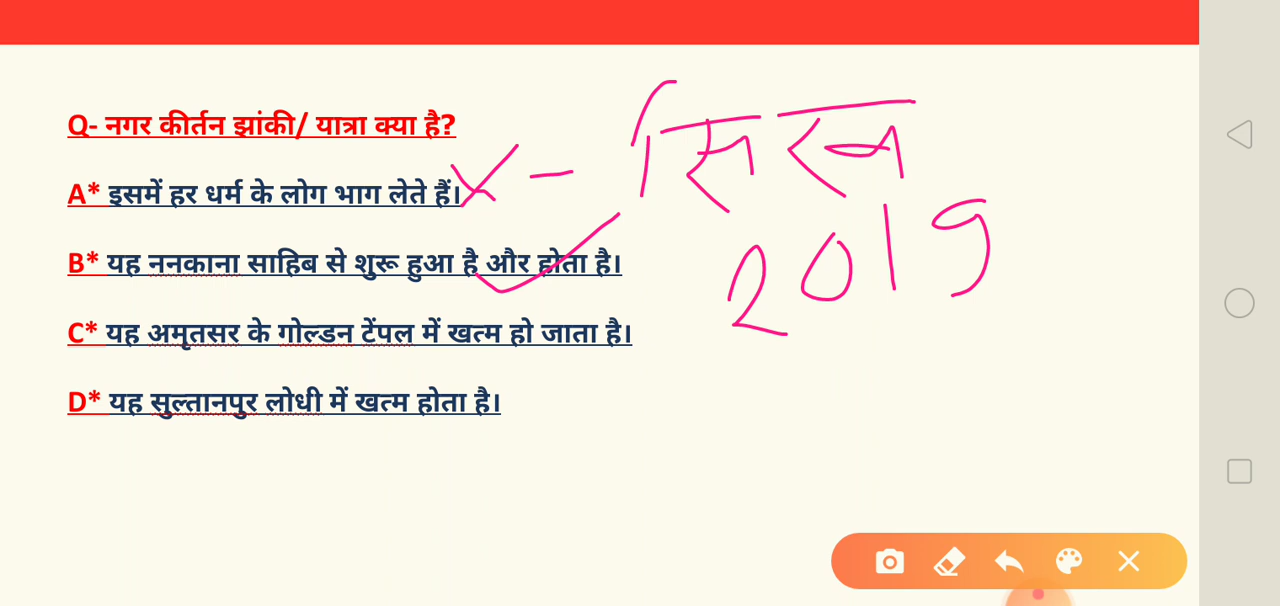 Q- नगर कीर्तन झांकी/ यात्रा क्या है?
A* इसमें हर धर्म के लोग भाग लेते हैं।
x - सिख
B* यह ननकाना साहिब से शुरू हुआ है और होता है।
2019
C* यह अमृतसर के गोल्डन टेंपल में खत्म हो जाता है।
D* यह सुल्तानपुर लोधी में खत्म होता है।